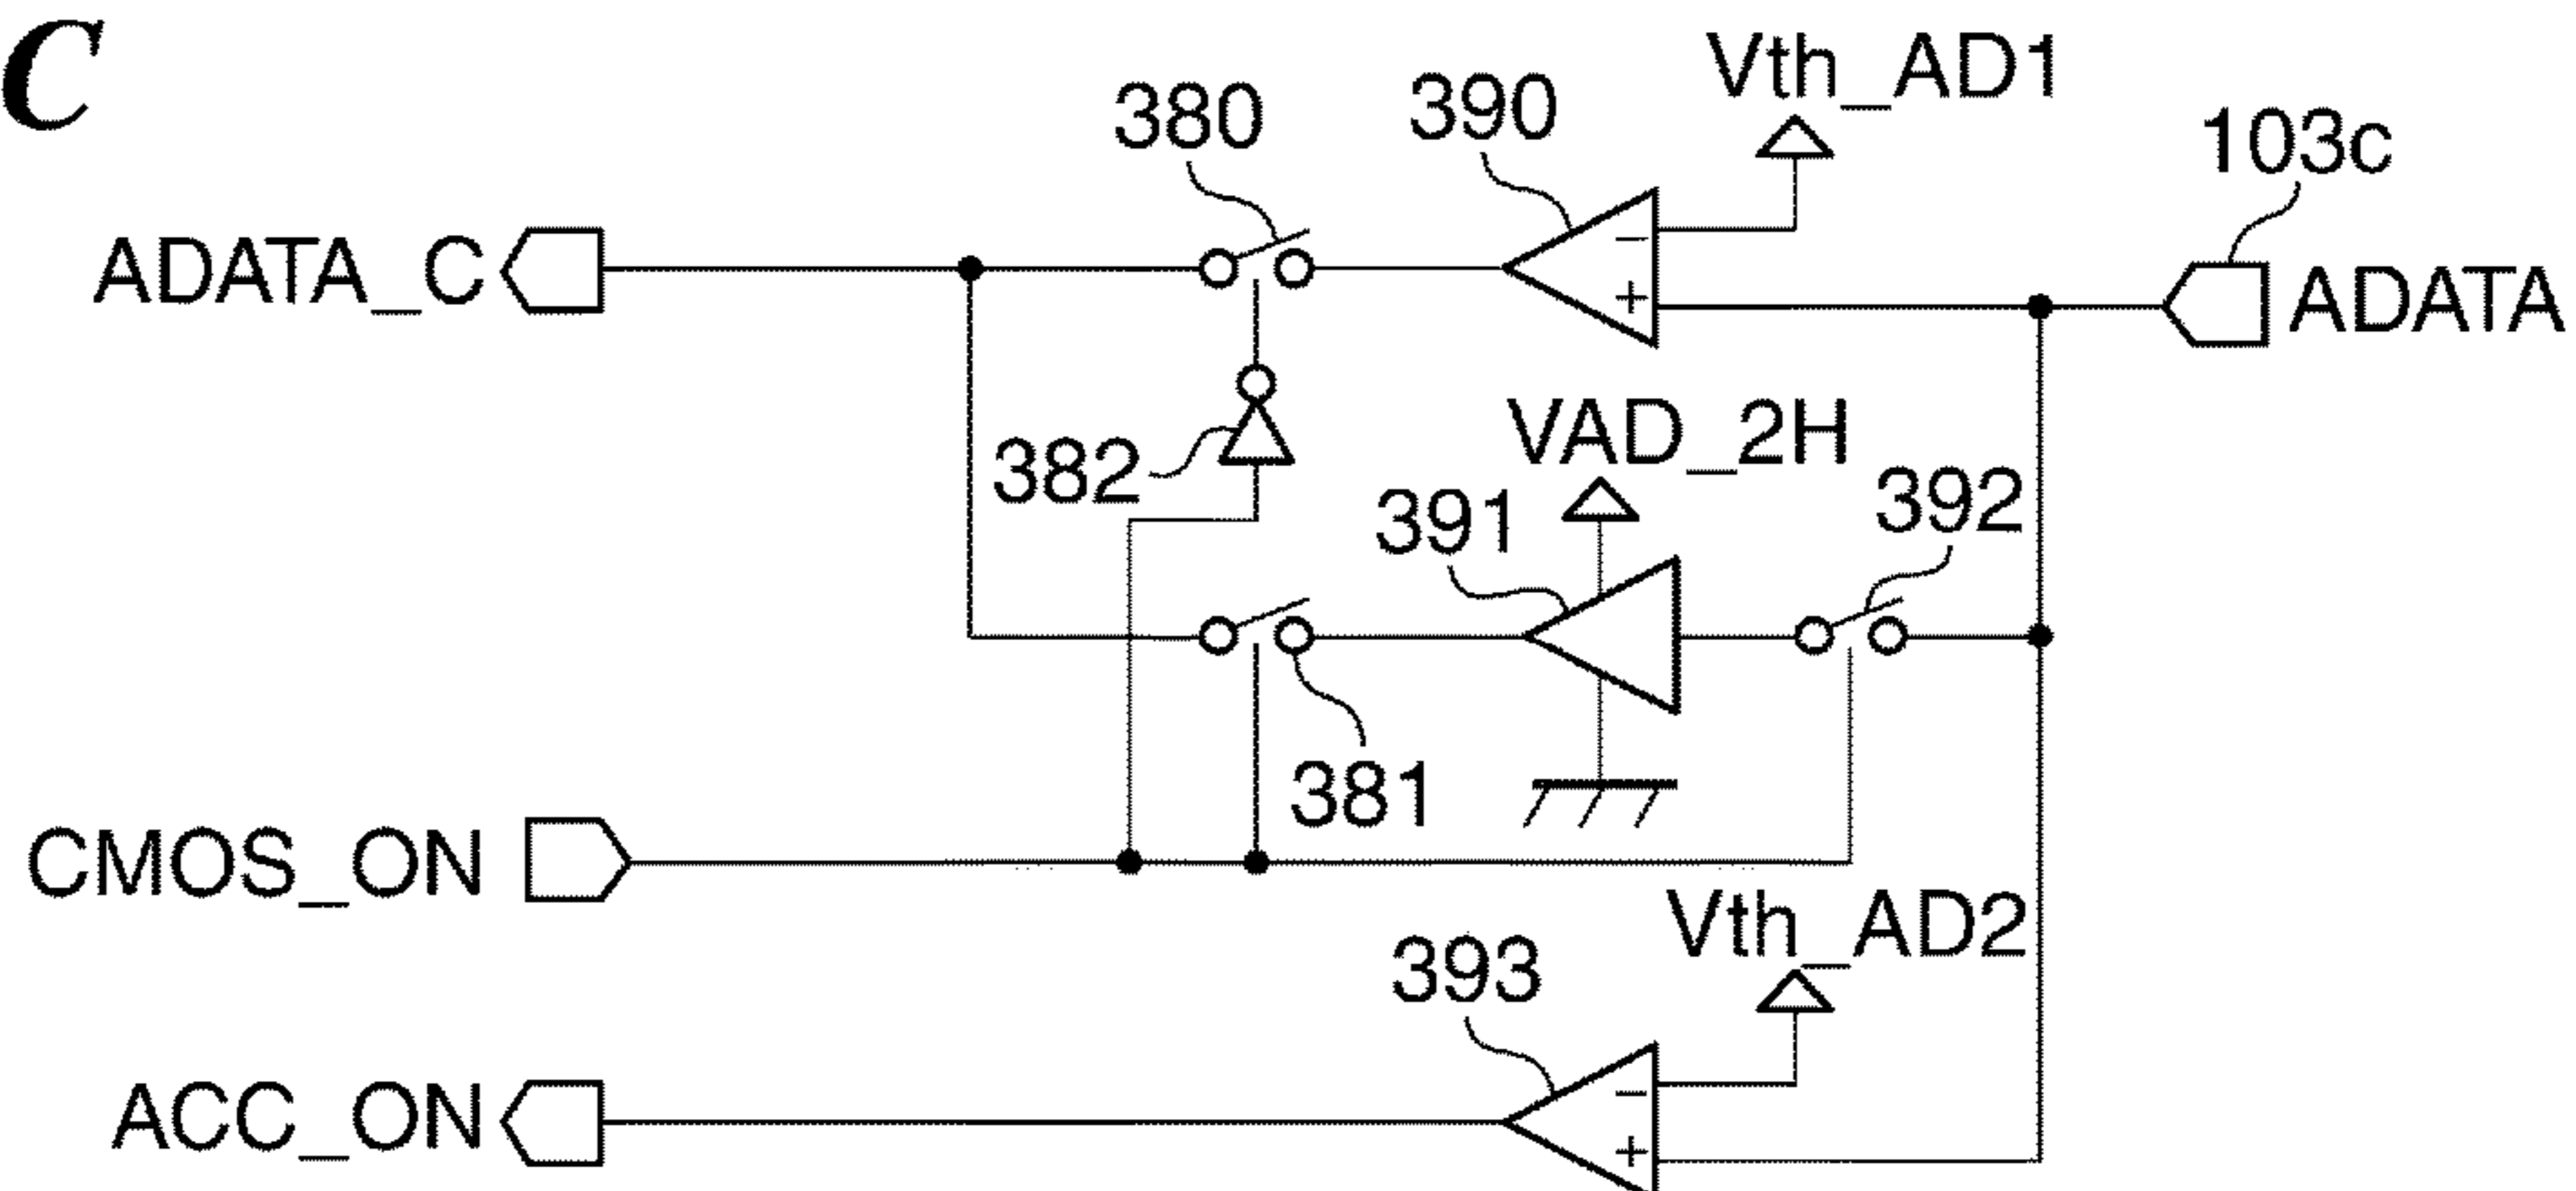 C
Vth_AD1
380
390
103c
ADATA_C
−
+
ADATA
VAD_2H
382
391
392
381
CMOS_ON
Vth_AD2
393
ACC_ON
−
+